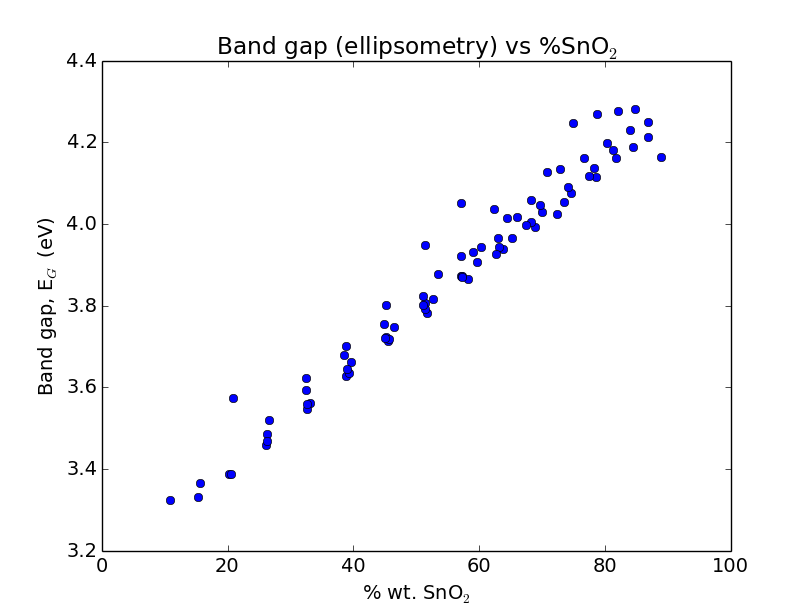 Band gap (ellipsometry) vs %SnO₂
4.4
4.2
4.0
3.8
3.6
3.4
3.2
Band gap, E_G (eV)
0 20 40 60 80 100
% wt. SnO₂